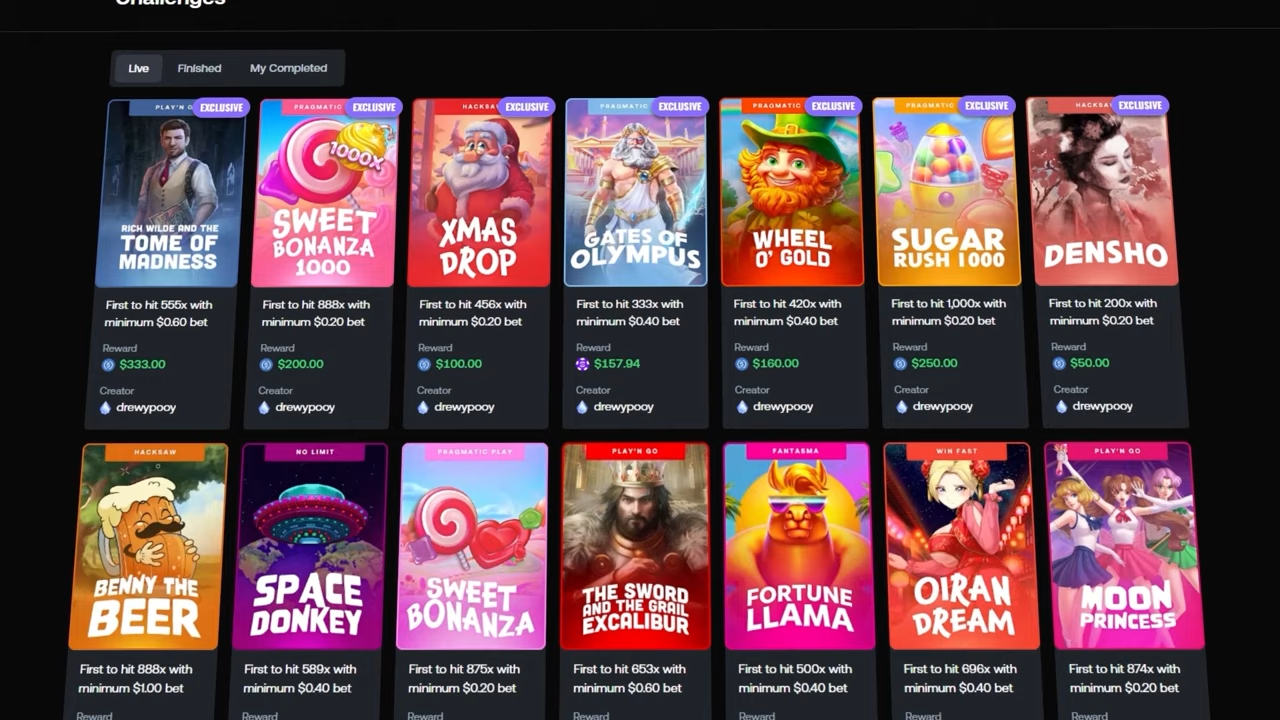 Challenges
Live Finished My Completed
PLAY'N EXCLUSIVE PRAGMATIC EXCLUSIVE HACKSAW EXCLUSIVE PRAGMATIC EXCLUSIVE PRAGMATIC EXCLUSIVE PRAGMATIC EXCLUSIVE HACKSAW EXCLUSIVE
RICH WILDE AND THE
TOME OF
MADNESS
1000X
SWEET
BONANZA
1000
XMAS
DROP
GATES OF
OLYMPUS
WHEEL
O' GOLD
SUGAR
RUSH 1000
DENSHO
First to hit 555x with
minimum $0.60 bet
Reward
$333.00
Creator
drewypooy
First to hit 888x with
minimum $0.20 bet
Reward
$200.00
Creator
drewypooy
First to hit 456x with
minimum $0.20 bet
Reward
$100.00
Creator
drewypooy
First to hit 333x with
minimum $0.40 bet
Reward
$157.94
Creator
drewypooy
First to hit 420x with
minimum $0.40 bet
Reward
$160.00
Creator
drewypooy
First to hit 1,000x with
minimum $0.20 bet
Reward
$250.00
Creator
drewypooy
First to hit 200x with
minimum $0.20 bet
Reward
$50.00
Creator
drewypooy
HACKSAW
BENNY THE
BEER
First to hit 888x with
minimum $1.00 bet
Reward
NO LIMIT
SPACE
DONKEY
First to hit 589x with
minimum $0.40 bet
Reward
PRAGMATIC PLAY
SWEET
BONANZA
First to hit 875x with
minimum $0.20 bet
Reward
PLAY'N GO
THE SWORD
AND THE GRAIL
EXCALIBUR
First to hit 653x with
minimum $0.60 bet
Reward
FANTASMA
FORTUNE
LLAMA
First to hit 500x with
minimum $0.40 bet
Reward
WIN FAST
OIRAN
DREAM
First to hit 696x with
minimum $0.40 bet
Reward
PLAY'N GO
MOON
PRINCESS
First to hit 874x with
minimum $0.20 bet
Reward